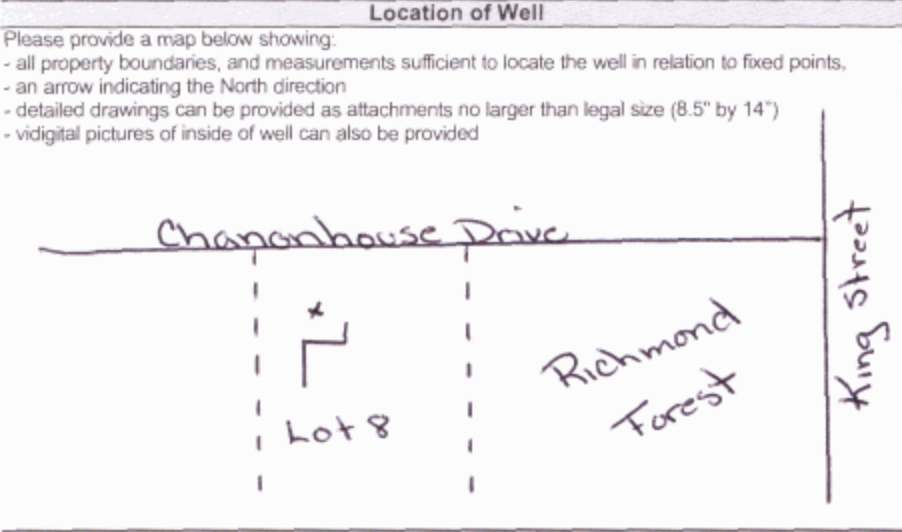 Location of Well
Please provide a map below showing:
- all property boundaries, and measurements sufficient to locate the well in relation to fixed points,
- an arrow indicating the North direction
- detailed drawings can be provided as attachments no larger than legal size (8.5" by 14")
- vidigital pictures of inside of well can also be provided
Chananhouse Drive
King Street
Richmond
Forest
Lot 8